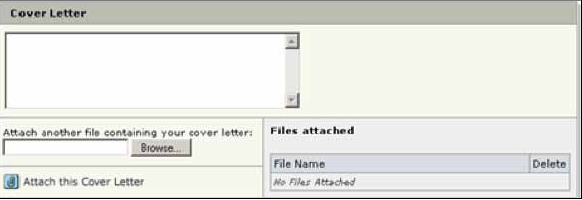 Cover Letter
Attach another file containing your cover letter:
Browse...
Attach this Cover Letter
Files attached
File Name Delete
No Files Attached